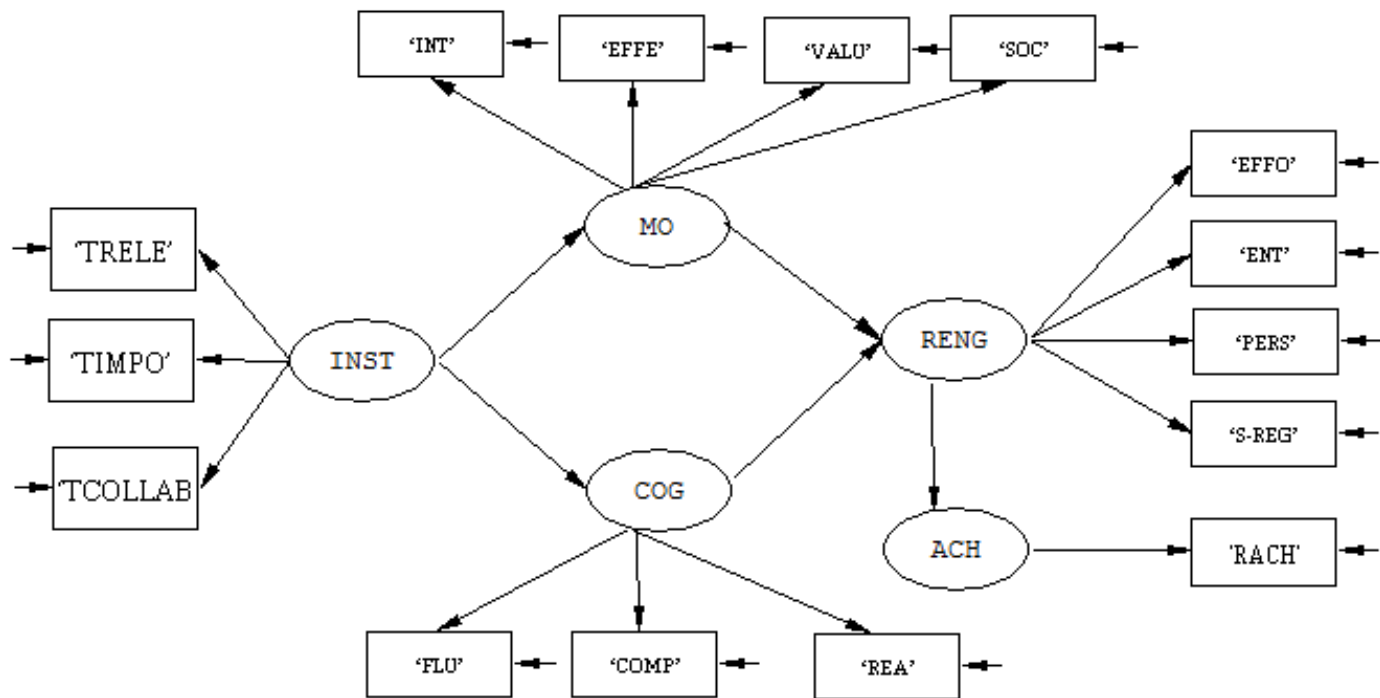 ‘INT’
‘EFFE’
‘VALU’
‘SOC’
‘EFFO’
‘TRELE’
MO
‘ENT’
‘TIMPO’
INST
RENG
‘PERS’
‘S-REG’
‘TCOLLAB
COG
ACH
‘RACH’
‘FLU’
‘COMP’
‘REA’